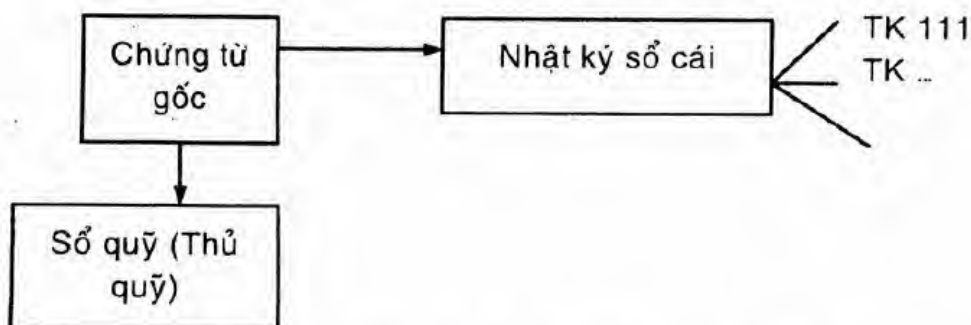 Chứng từ
gốc
Nhật ký sổ cái
TK 111
TK ...
Sổ quỹ (Thủ
quỹ)